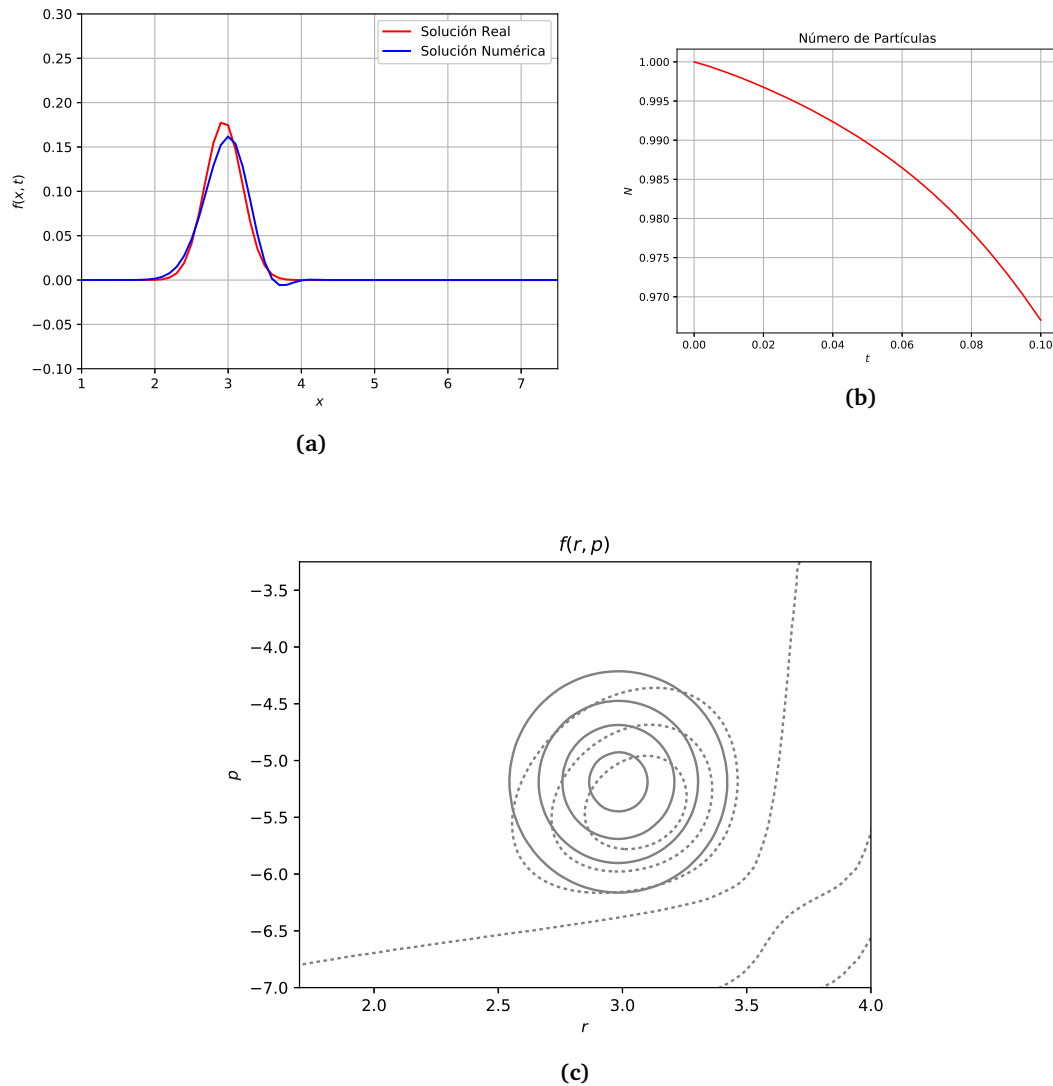 0.30
0.25
0.20
0.15
0.10
0.05
0.00
−0.05
−0.10
f(x, t)
Solución Real
Solución Numérica
1 2 3 4 5 6 7
x
(a)
Número de Partículas
1.000
0.995
0.990
0.985
0.980
0.975
0.970
N
0.00 0.02 0.04 0.06 0.08 0.10
t
(b)
f(r, p)
−3.5
−4.0
−4.5
−5.0
−5.5
−6.0
−6.5
−7.0
p
2.0 2.5 3.0 3.5 4.0
r
(c)